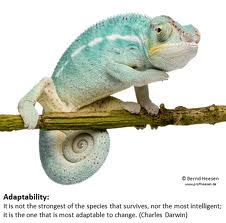 © Bernd Heesen
www.profheesen.de
Adaptability:
It is not the strongest of the species that survives, nor the most intelligent;
it is the one that is most adaptable to change. (Charles Darwin)